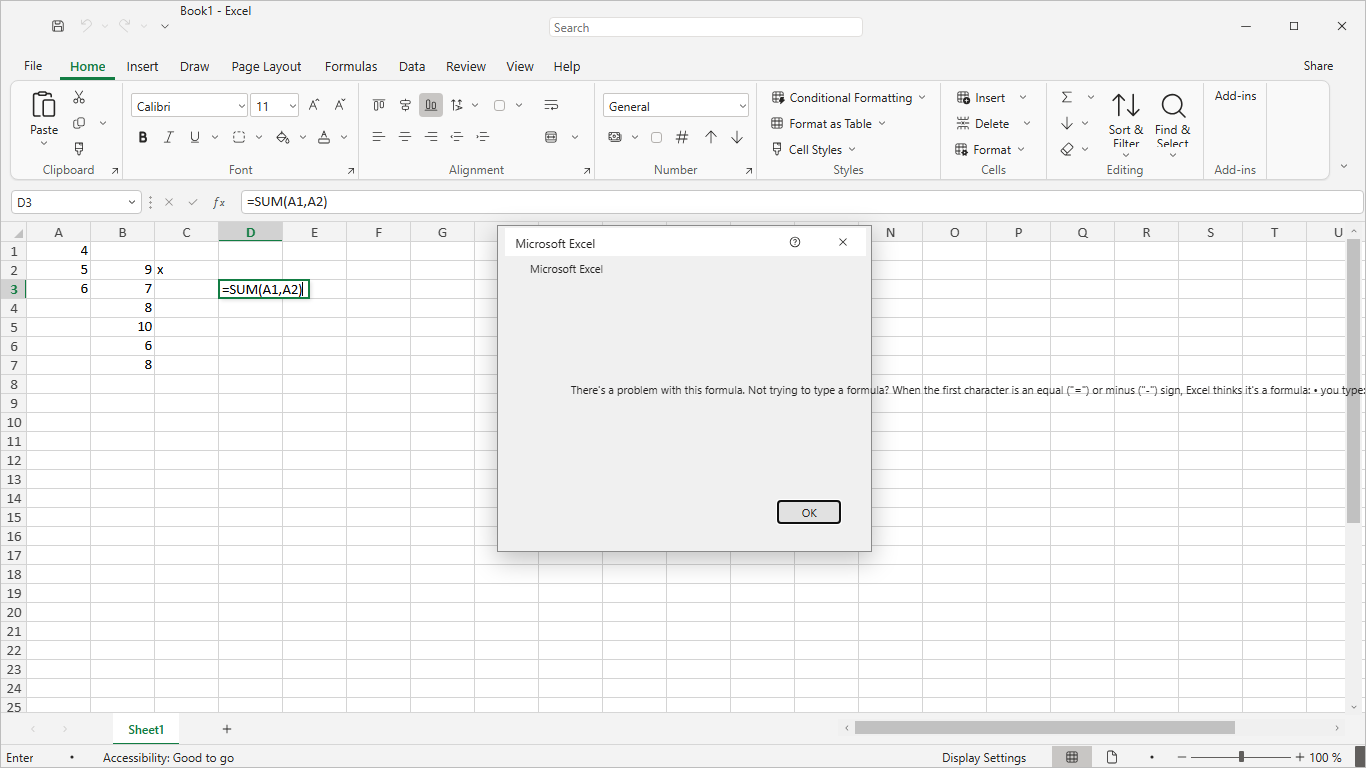 Book1 - Excel
Search
File Home Insert Draw Page Layout Formulas Data Review View Help Share
Paste
Clipboard
Calibri 11
B I U
Font
Alignment
General
Number
Conditional Formatting
Format as Table
Cell Styles
Styles
Insert
Delete
Format
Cells
Sort & Filter
Find & Select
Editing
Add-ins
Add-ins
D3 fx =SUM(A1,A2)
A B C D E F G N O P Q R S T U
1 4
2 5 9 x
3 6 7 =SUM(A1,A2)
4 8
5 10
6 6
7 8
8
9
10
11
12
13
14
15
16
17
18
19
20
21
22
23
24
25
Microsoft Excel
Microsoft Excel
There's a problem with this formula. Not trying to type a formula? When the first character is an equal ("=") or minus ("-") sign, Excel thinks it's a formula: • you type:
OK
Sheet1
Enter Accessibility: Good to go Display Settings 100 %